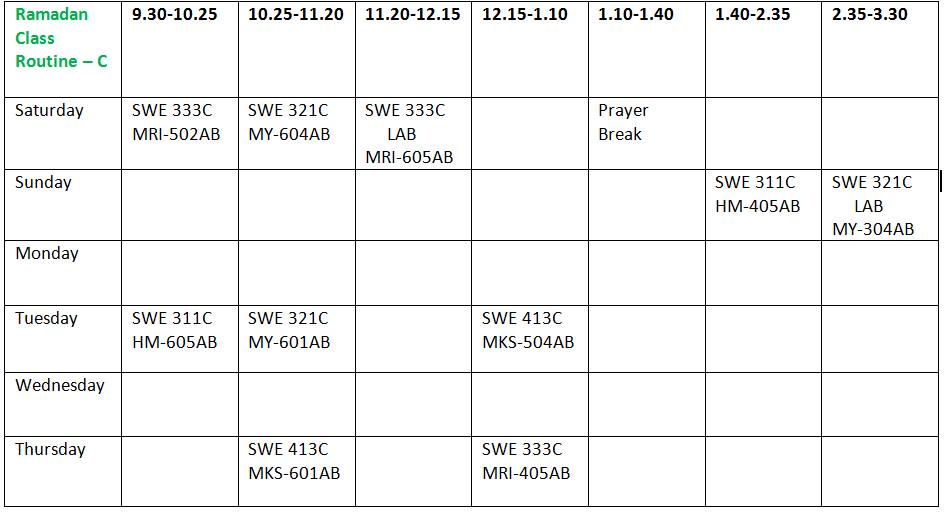 Ramadan Class Routine – C 9.30-10.25 10.25-11.20 11.20-12.15 12.15-1.10 1.10-1.40 1.40-2.35 2.35-3.30
Saturday
SWE 333C
MRI-502AB
SWE 321C
MY-604AB
SWE 333C
LAB
MRI-605AB
Prayer
Break
Sunday
SWE 311C
HM-405AB
SWE 321C
LAB
MY-304AB
Monday
Tuesday
SWE 311C
HM-605AB
SWE 321C
MY-601AB
SWE 413C
MKS-504AB
Wednesday
Thursday
SWE 413C
MKS-601AB
SWE 333C
MRI-405AB